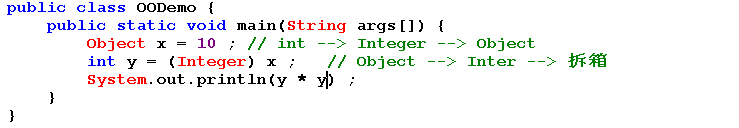 public class OODemo {
public static void main(String args[]) {
Object x = 10 ; // int --> Integer --> Object
int y = (Integer) x ; // Object --> Inter --> 拆箱
System.out.println(y * y) ;
}
}